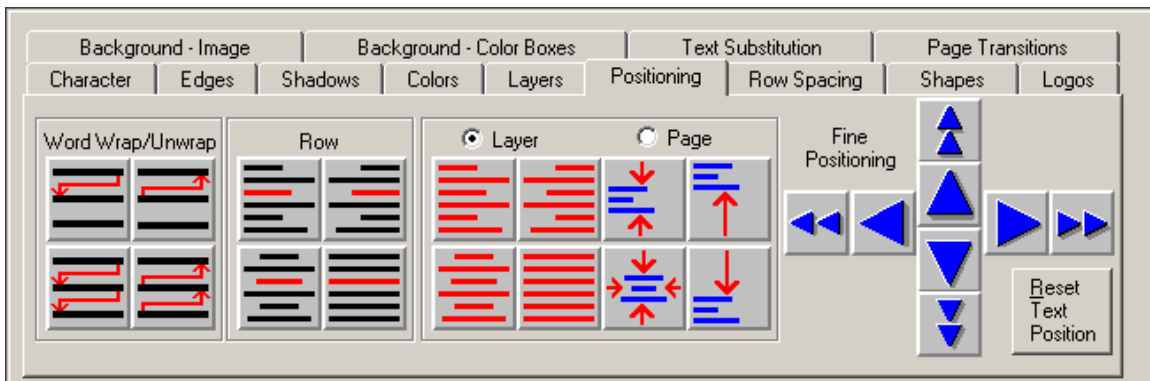 Background - Image Background - Color Boxes Text Substitution Page Transitions
Character Edges Shadows Colors Layers Positioning Row Spacing Shapes Logos
Word Wrap/Unwrap Row Layer Page
Fine
Positioning
Reset
Text
Position